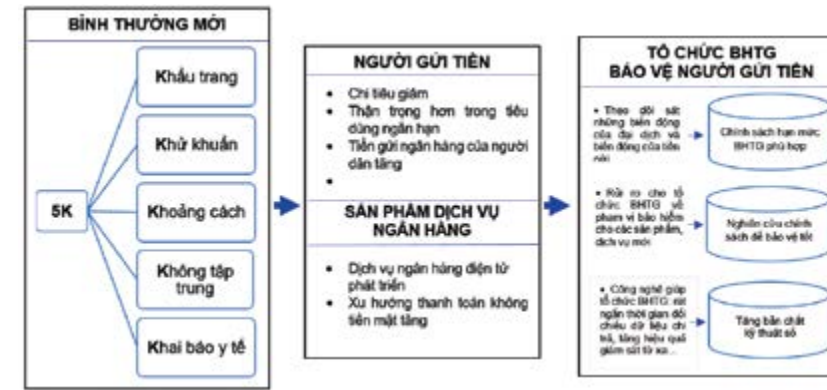 BÌNH THƯỜNG MỚI
5K
Khẩu trang
Khử khuẩn
Khoảng cách
Không tập
trung
Khai báo y tế
NGƯỜI GỬI TIỀN
• Chi tiêu giảm
• Thận trọng hơn trong tiêu
dùng ngắn hạn
• Tiền gửi ngân hàng của người
dân tăng
•
SẢN PHẨM DỊCH VỤ
NGÂN HÀNG
• Dịch vụ ngân hàng điện tử
phát triển
• Xu hướng thanh toán không
tiền mặt tăng
TỔ CHỨC BHTG
BẢO VỆ NGƯỜI GỬI TIỀN
• Theo dõi sát
những biến động
của đại dịch và
biến động của tiền
gửi
Chính sách hạn mức
BHTG phù hợp
• Rủi ro cho tổ
chức BHTG về
phạm vi bảo hiểm
cho các sản phẩm,
dịch vụ mới
Nghiên cứu chính
sách để bảo vệ tốt
• Công nghệ giúp
tổ chức BHTG: rút
ngắn thời gian đối
chiếu dữ liệu chi
trả, tăng hiệu quả
giám sát từ xa...
Tăng bản chất
kỹ thuật số